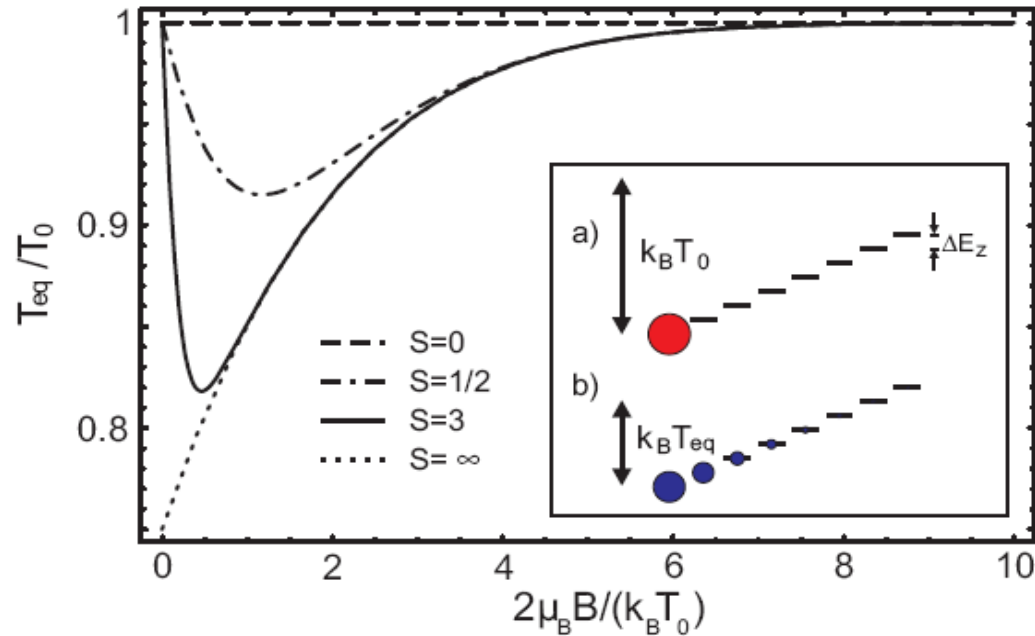 1
0.9
0.8
T_eq / T_0
0 2 4 6 8 10
2μ_B B/(k_B T_0)
S=0
S=1/2
S=3
S= ∞
a)
k_B T_0
ΔE_z
b)
k_B T_eq